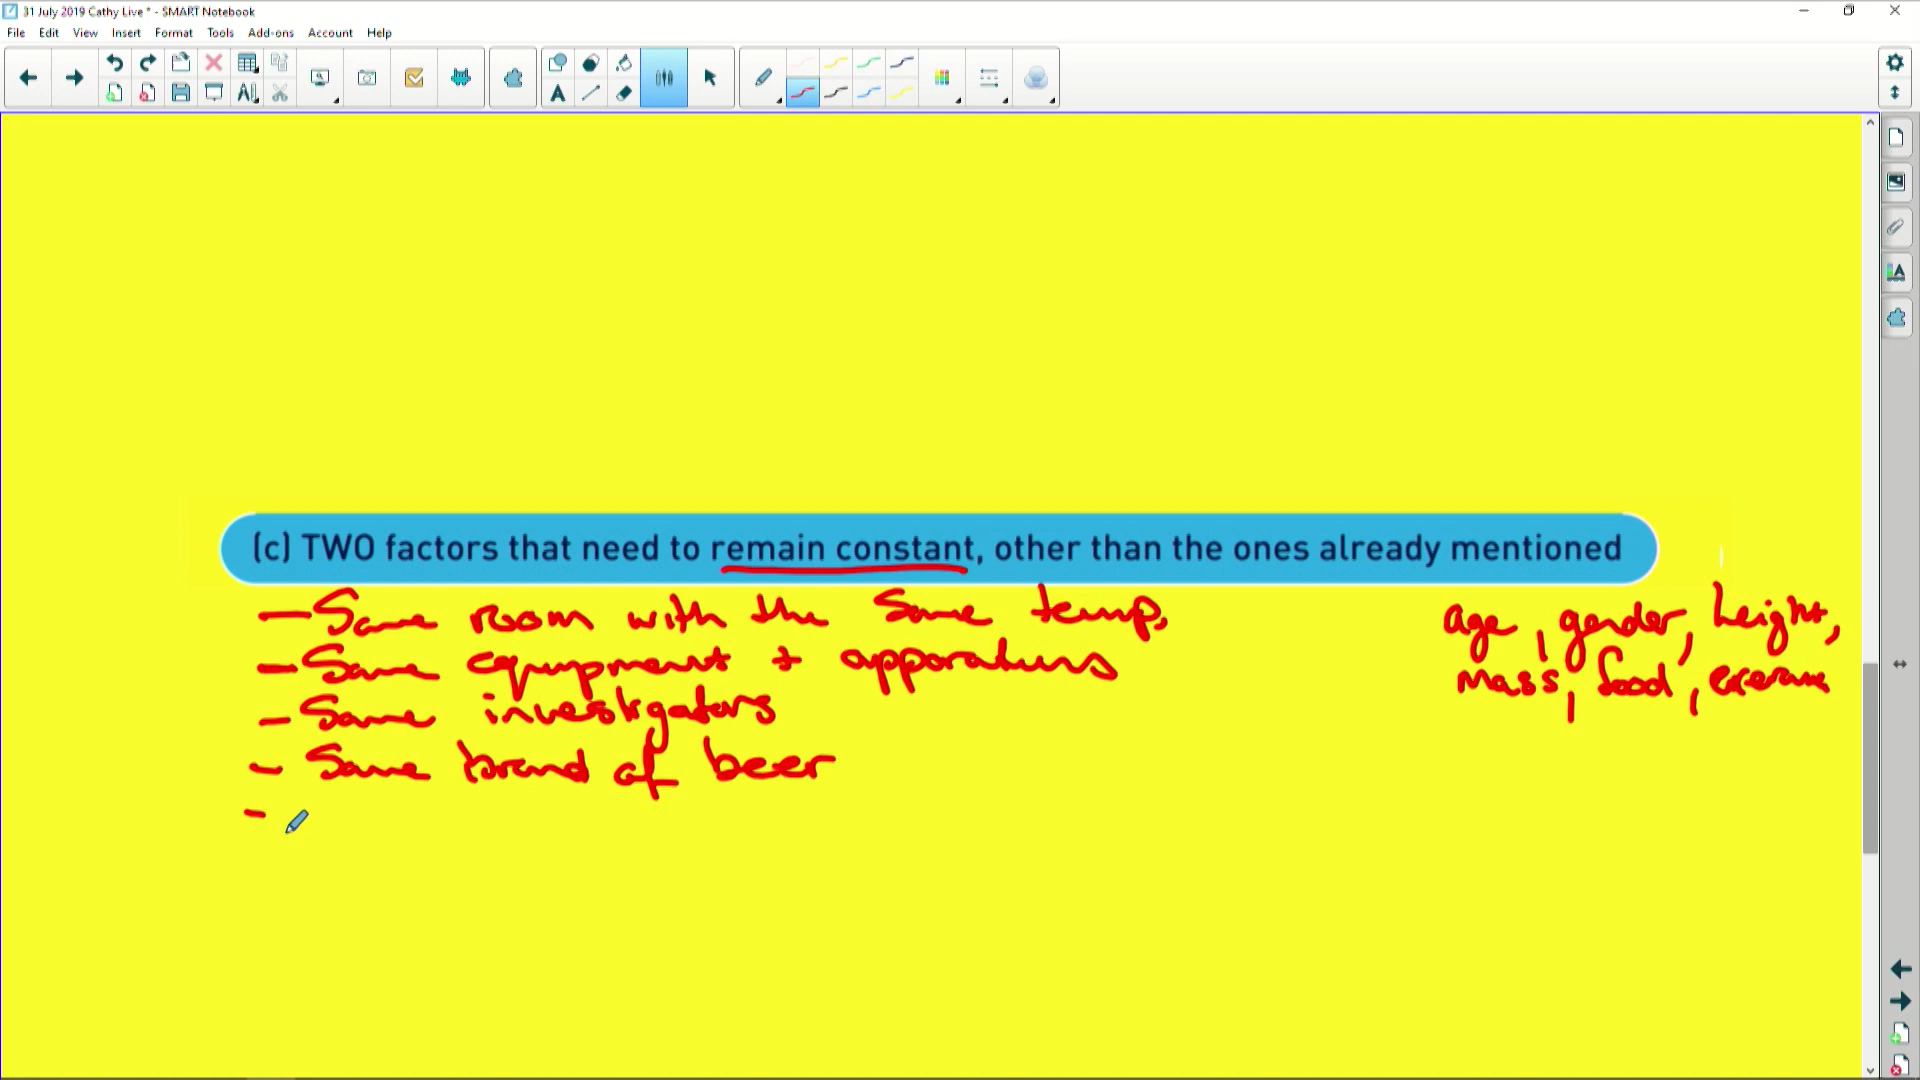 31 July 2019 Cathy Live * - SMART Notebook
File Edit View Insert Format Tools Add-ons Account Help
(c) TWO factors that need to remain constant, other than the ones already mentioned
- Same room with the same temp,
- Same equipment + apparatus
- Same investigators
- Same brand of beer
-
age, gender, height,
mass, food, exercise